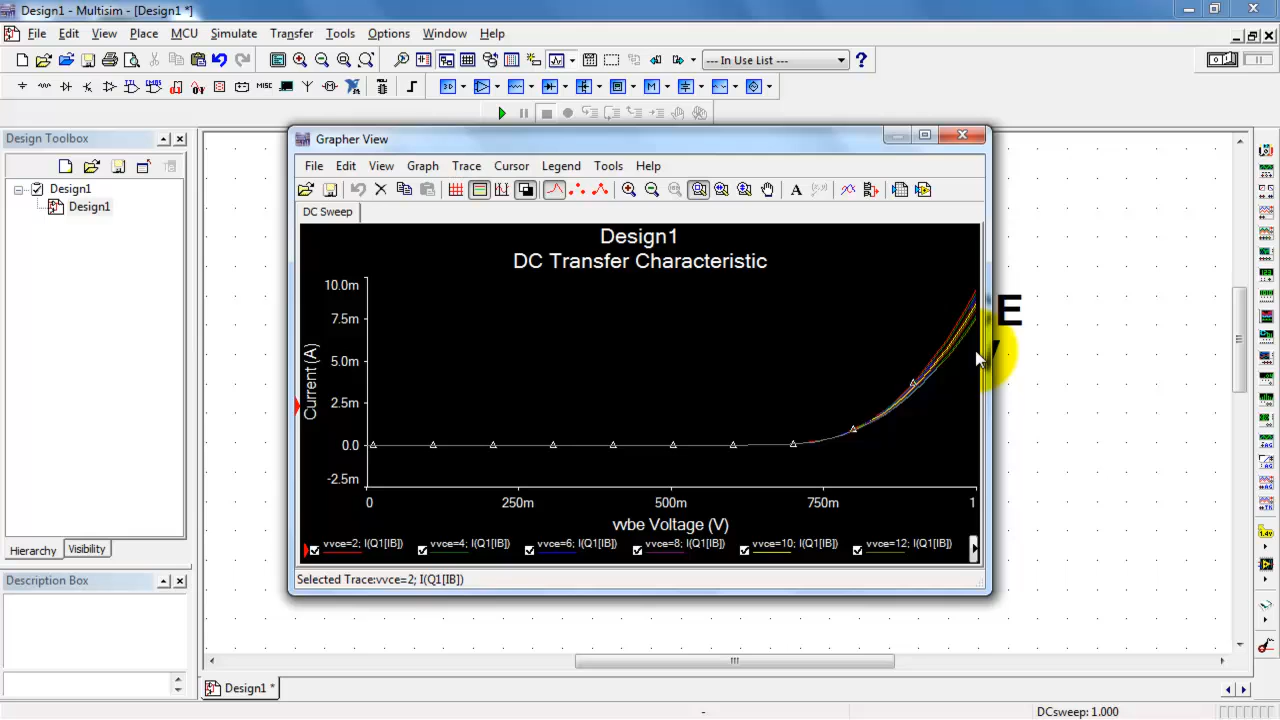 Design1 - Multisim - [Design1 *]
File Edit View Place MCU Simulate Transfer Tools Options Window Help
--- In Use List ---
Design Toolbox
Design1
Design1
Hierarchy Visibility
Description Box
Grapher View
File Edit View Graph Trace Cursor Legend Tools Help
DC Sweep
Design1
DC Transfer Characteristic
10.0m
7.5m
5.0m
2.5m
0.0
-2.5m
Current (A)
0 250m 500m 750m 1
vvbe Voltage (V)
vvce=2; I(Q1[IB]) vvce=4; I(Q1[IB]) vvce=6; I(Q1[IB]) vvce=8; I(Q1[IB]) vvce=10; I(Q1[IB]) vvce=12; I(Q1[IB])
Selected Trace:vvce=2; I(Q1[IB])
E
Design1 *
-
DCsweep: 1.000